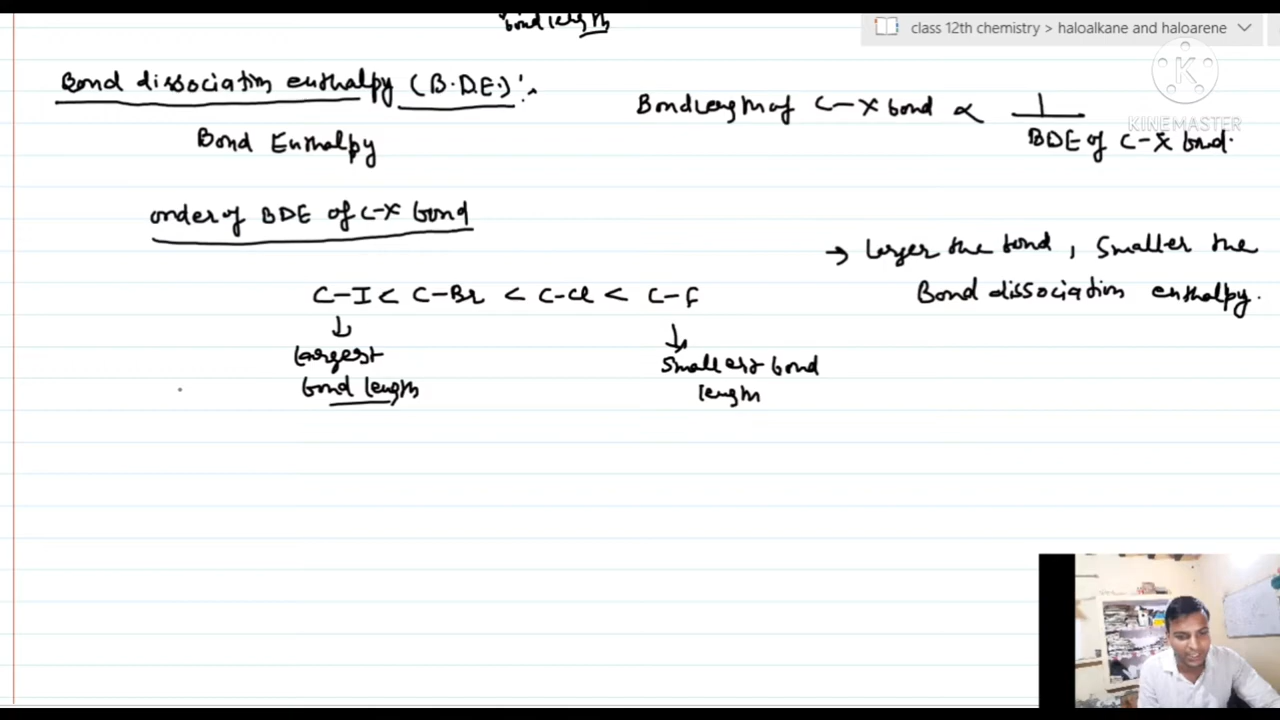 bond length
class 12th chemistry > haloalkane and haloarene
Bond dissociation enthalpy (B.D.E.):
Bond Enthalpy
Bond length of C-X bond ∝ 1
BDE of C-X bond.
KINEMASTER
order of BDE of C-X bond
→ Larger the bond, smaller the
Bond dissociation enthalpy.
C-I < C-Br < C-Cl < C-F
↓ ↓
largest smallest bond
bond length length